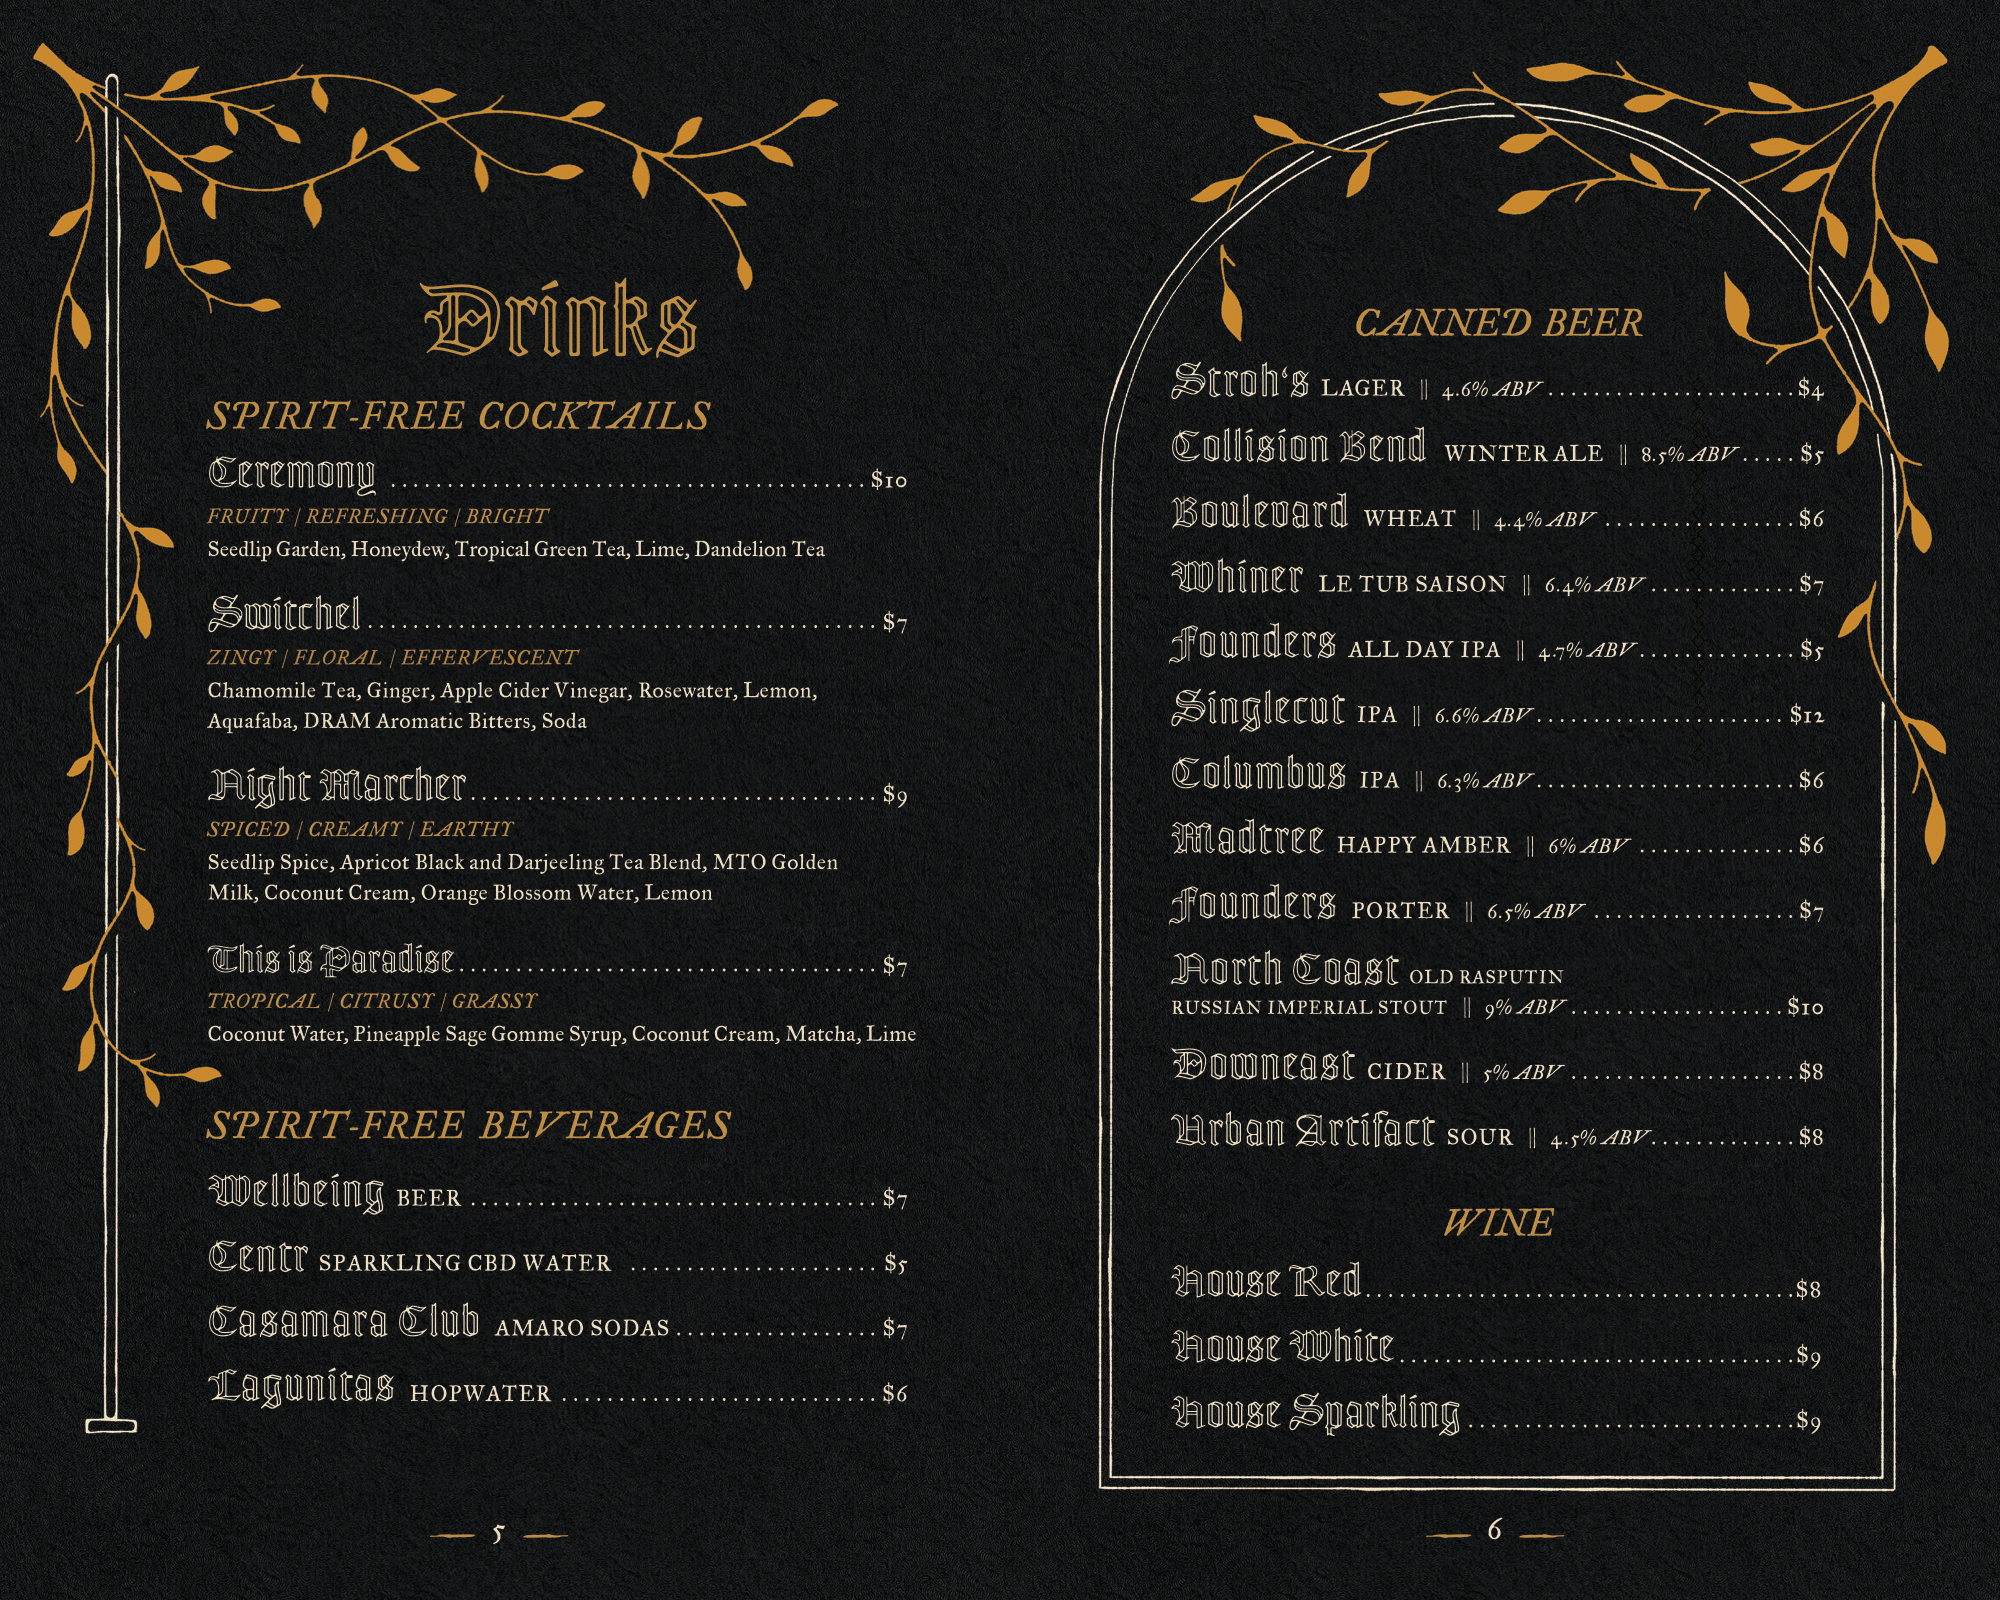 Drinks
SPIRIT-FREE COCKTAILS
Ceremony ........................................ $10
FRUITY / REFRESHING / BRIGHT
Seedlip Garden, Honeydew, Tropical Green Tea, Lime, Dandelion Tea
Switchel ........................................ $7
ZINGY / FLORAL / EFFERVESCENT
Chamomile Tea, Ginger, Apple Cider Vinegar, Rosewater, Lemon,
Aquafaba, DRAM Aromatic Bitters, Soda
Night Marcher ........................................ $9
SPICED / CREAMY / EARTHY
Seedlip Spice, Apricot Black and Darjeeling Tea Blend, MTO Golden
Milk, Coconut Cream, Orange Blossom Water, Lemon
This is Paradise ........................................ $7
TROPICAL / CITRUSY / GRASSY
Coconut Water, Pineapple Sage Gomme Syrup, Coconut Cream, Matcha, Lime
SPIRIT-FREE BEVERAGES
Wellbeing BEER ........................................ $7
Centr SPARKLING CBD WATER ........................ $5
Casamara Club AMARO SODAS .................... $7
Lagunitas HOPWATER ............................... $6
5
CANNED BEER
Stroh's LAGER || 4.6% ABV ........................ $4
Collision Bend WINTER ALE || 8.5% ABV ..... $5
Boulevard WHEAT || 4.4% ABV ................... $6
Whiner LE TUB SAISON || 6.4% ABV .............. $7
Founders ALL DAY IPA || 4.7% ABV ............... $5
Singlecut IPA || 6.6% ABV ........................ $12
Columbus IPA || 6.3% ABV ......................... $6
Madtree HAPPY AMBER || 6% ABV ............... $6
Founders PORTER || 6.5% ABV .................... $7
North Coast OLD RASPUTIN
RUSSIAN IMPERIAL STOUT || 9% ABV ..................... $10
Downeast CIDER || 5% ABV ...................... $8
Urban Artifact SOUR || 4.5% ABV .............. $8
WINE
House Red ........................................ $8
House White ........................................ $9
House Sparkling ................................ $9
6